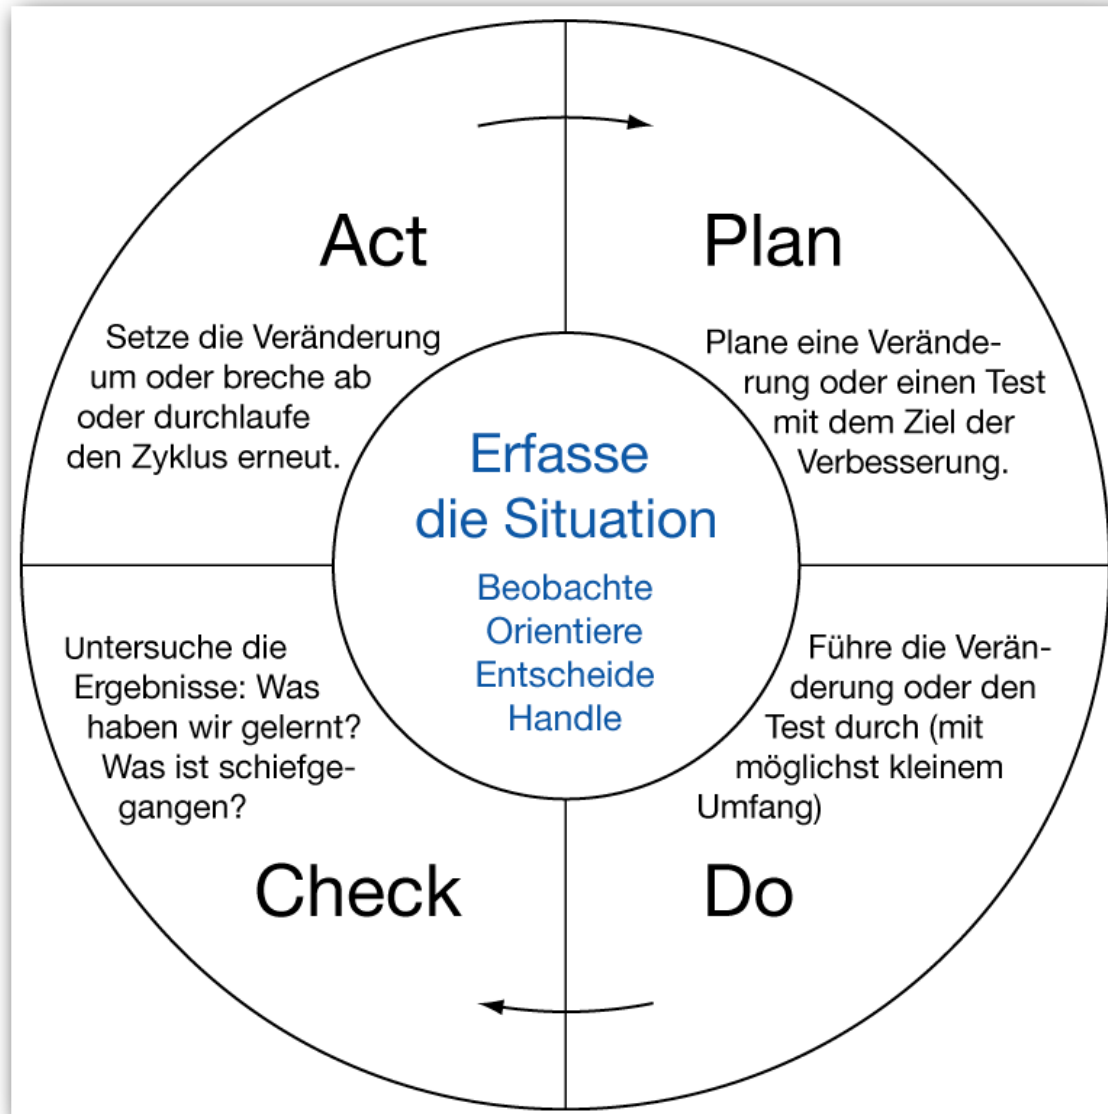 Act
Setze die Veränderung
um oder breche ab
oder durchlaufe
den Zyklus erneut.
Plan
Plane eine Verände-
rung oder einen Test
mit dem Ziel der
Verbesserung.
Erfasse
die Situation
Beobachte
Orientiere
Entscheide
Handle
Untersuche die
Ergebnisse: Was
haben wir gelernt?
Was ist schiefge-
gangen?
Check
Führe die Verän-
derung oder den
Test durch (mit
möglichst kleinem
Umfang)
Do